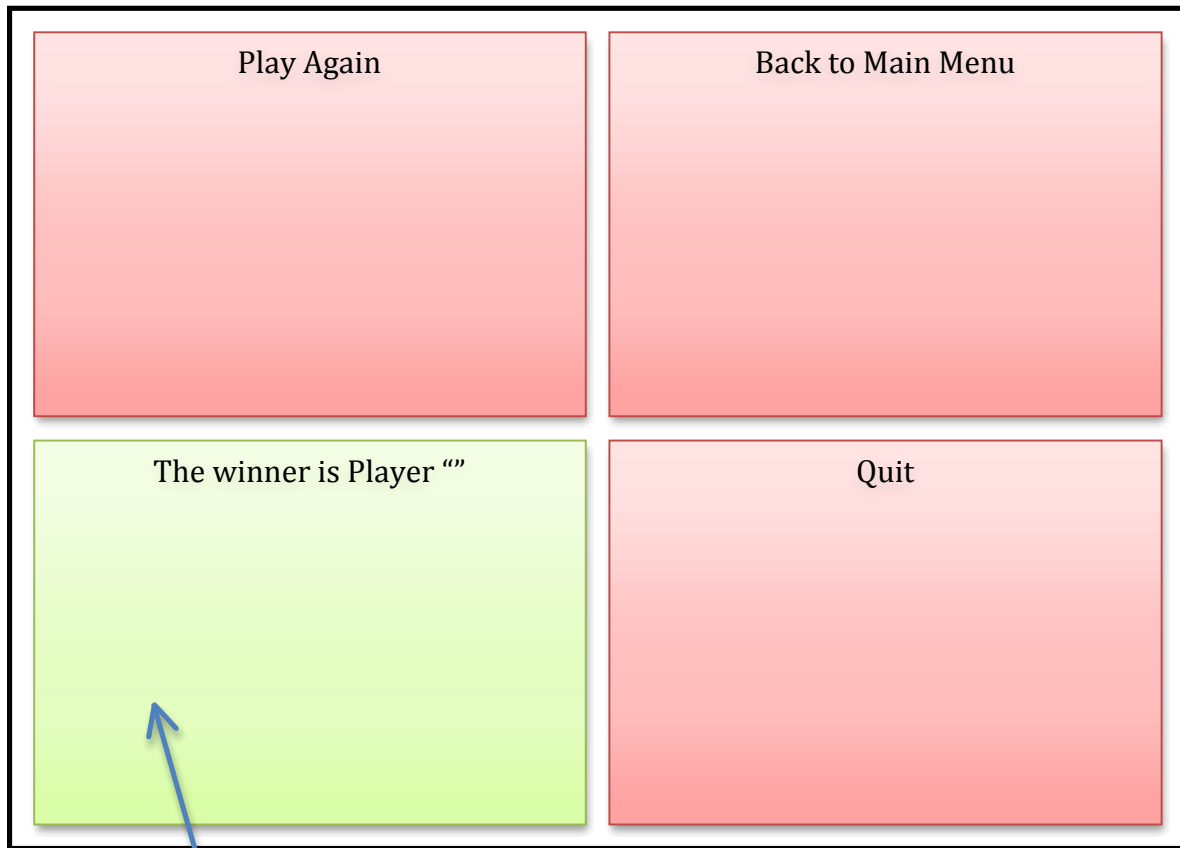 Play Again
Back to Main Menu
The winner is Player “”
Quit